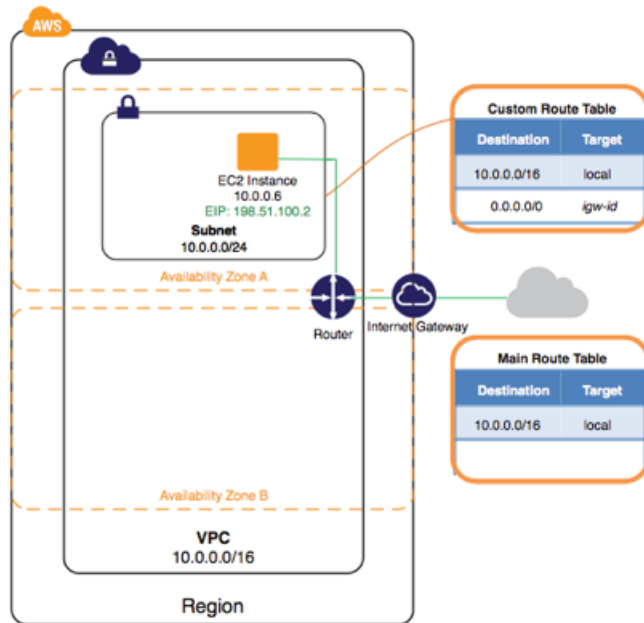 AWS
EC2 Instance
10.0.0.6
EIP: 198.51.100.2
Subnet
10.0.0.0/24
Availability Zone A
Router
Internet Gateway
Availability Zone B
VPC
10.0.0.0/16
Region
Custom Route Table
Destination Target
10.0.0.0/16 local
0.0.0.0/0 igw-id
Main Route Table
Destination Target
10.0.0.0/16 local